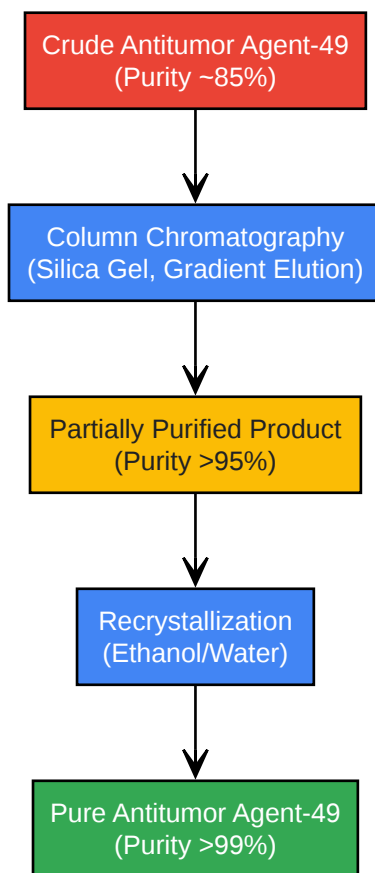 Crude Antitumor Agent-49
(Purity ~85%)
Column Chromatography
(Silica Gel, Gradient Elution)
Partially Purified Product
(Purity >95%)
Recrystallization
(Ethanol/Water)
Pure Antitumor Agent-49
(Purity >99%)